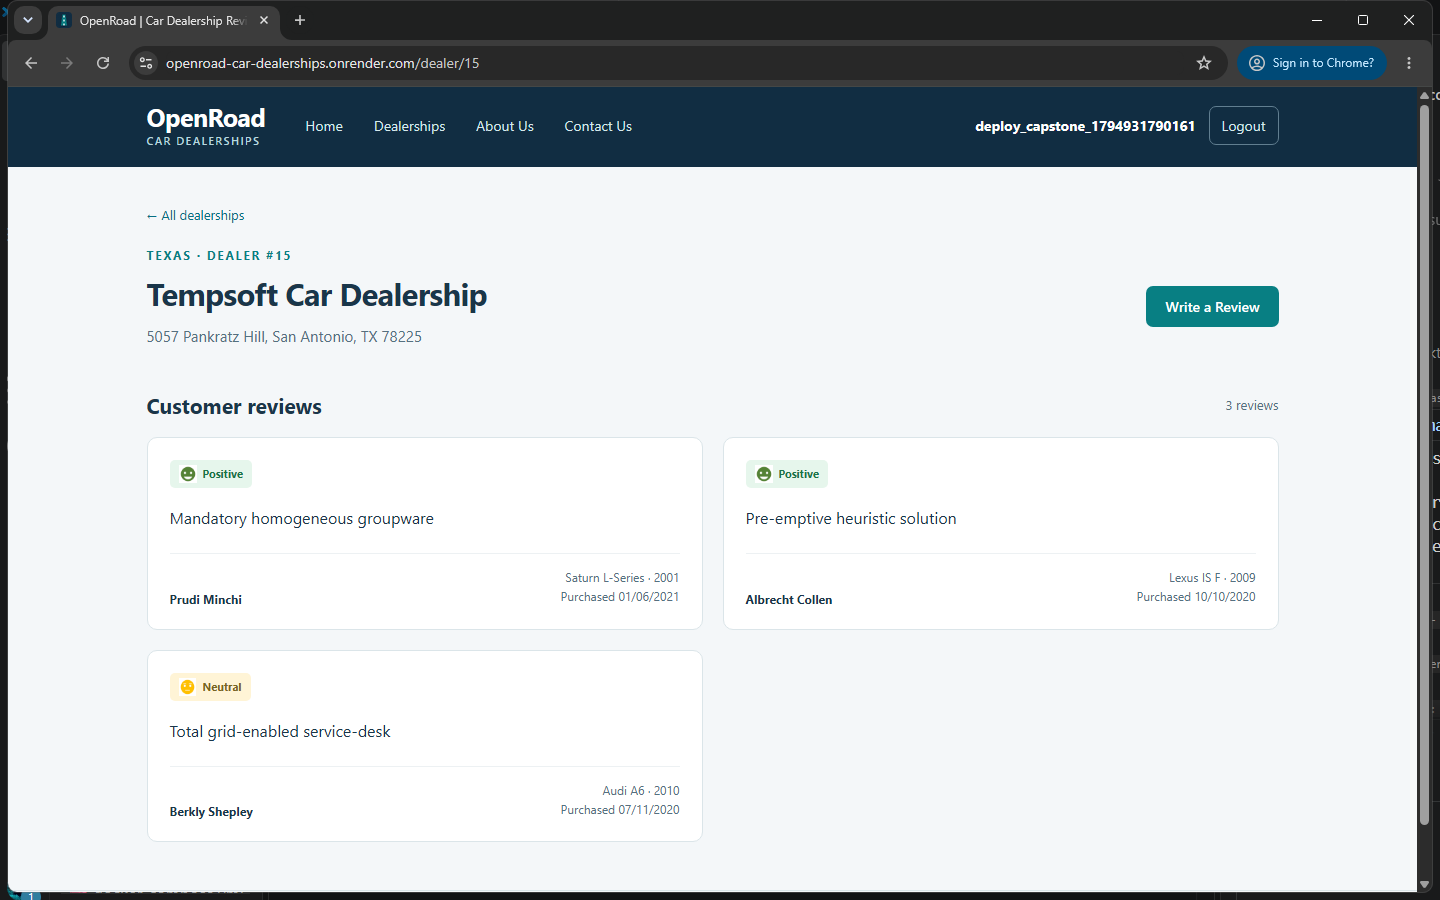 OpenRoad | Car Dealership Rev
openroad-car-dealerships.onrender.com/dealer/15
Sign in to Chrome?
OpenRoad
CAR DEALERSHIPS
Home
Dealerships
About Us
Contact Us
deploy_capstone_1794931790161
Logout
← All dealerships
TEXAS · DEALER #15
Tempsoft Car Dealership
Write a Review
5057 Pankratz Hill, San Antonio, TX 78225
Customer reviews
3 reviews
Positive
Mandatory homogeneous groupware
Saturn L-Series · 2001
Prudi Minchi
Purchased 01/06/2021
Positive
Pre-emptive heuristic solution
Lexus IS F · 2009
Albrecht Collen
Purchased 10/10/2020
Neutral
Total grid-enabled service-desk
Audi A6 · 2010
Berkly Shepley
Purchased 07/11/2020
1